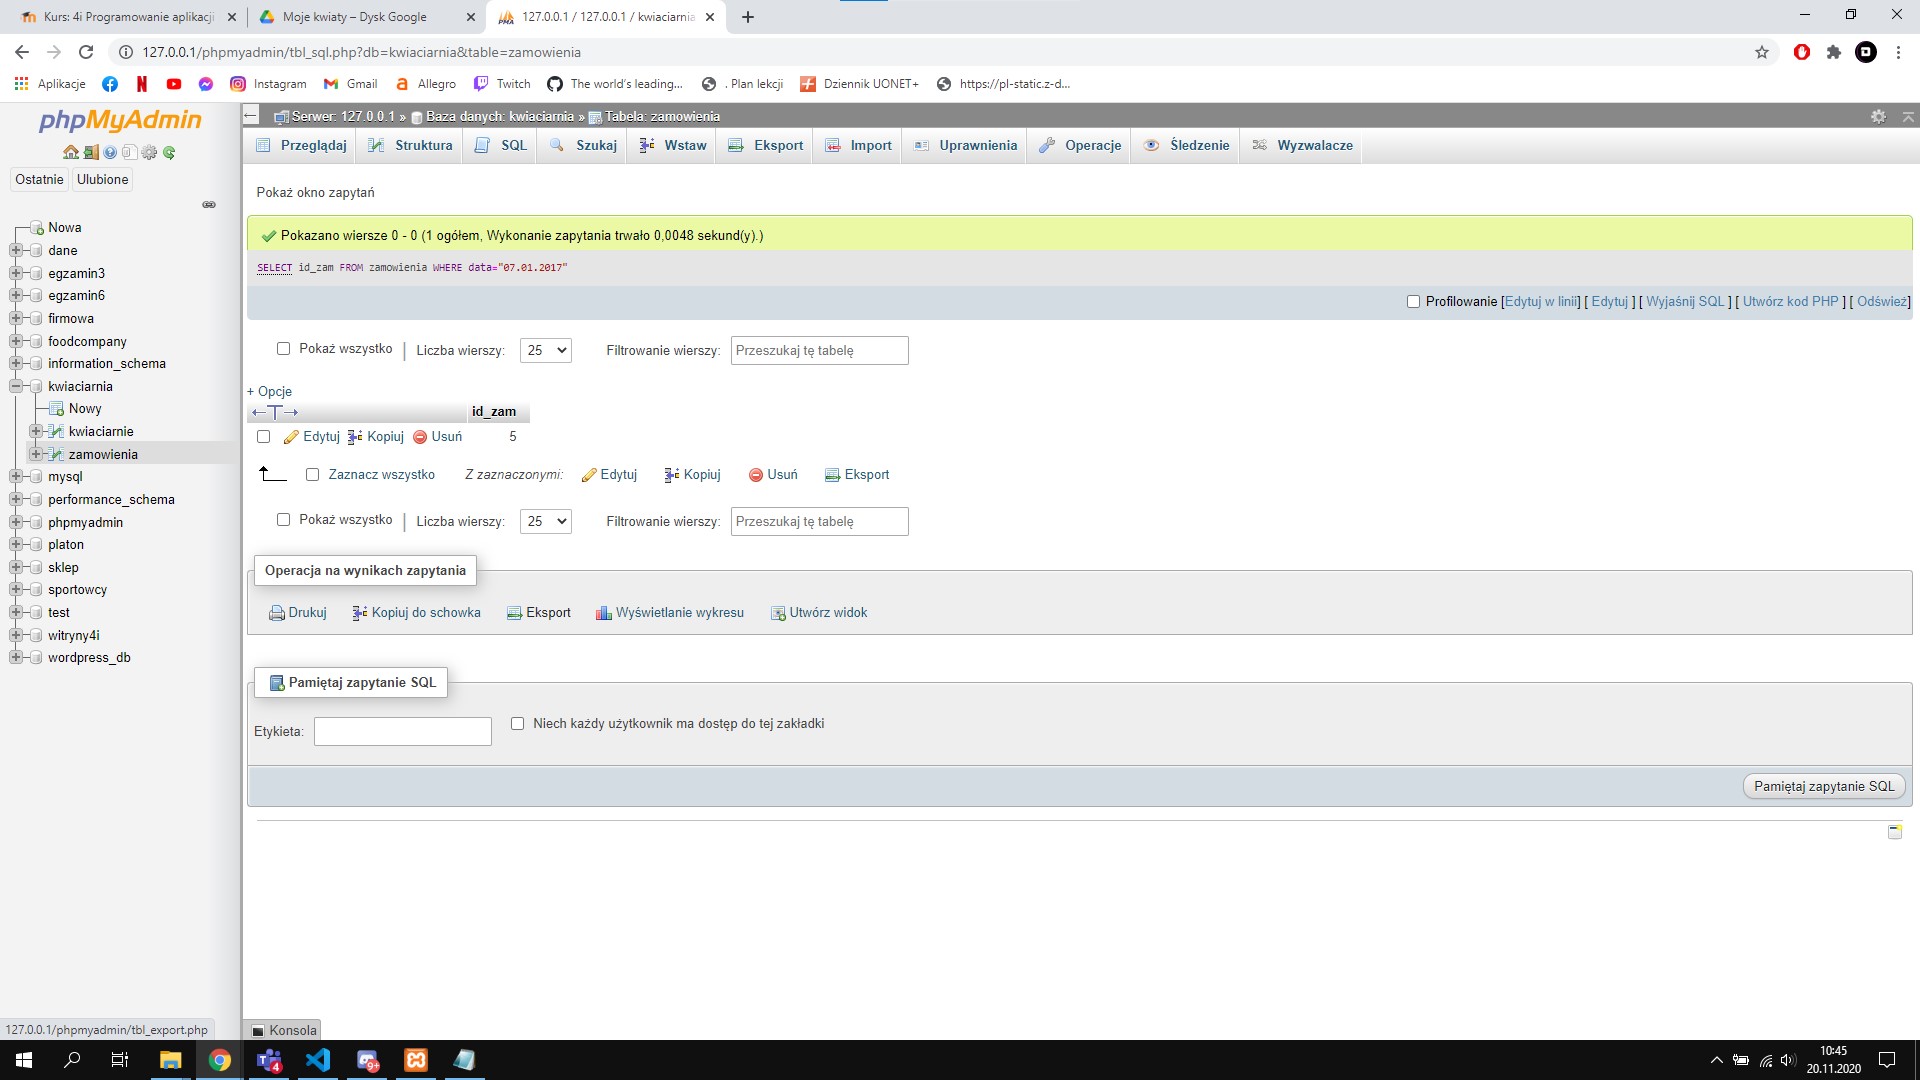 Kurs: 4i Programowanie aplikacji
Moje kwiaty – Dysk Google
127.0.0.1 / 127.0.0.1 / kwiaciarnia
127.0.0.1/phpmyadmin/tbl_sql.php?db=kwiaciarnia&table=zamowienia
Aplikacje
Instagram
Gmail
Allegro
Twitch
The world's leading...
. Plan lekcji
Dziennik UONET+
https://pl-static.z-d...
phpMyAdmin
Ostatnie Ulubione
Nowa
dane
egzamin3
egzamin6
firmowa
foodcompany
information_schema
kwiaciarnia
Nowy
kwiaciarnie
zamowienia
mysql
performance_schema
phpmyadmin
platon
sklep
sportowcy
test
witryny4i
wordpress_db
127.0.0.1/phpmyadmin/tbl_export.php
Serwer: 127.0.0.1 » Baza danych: kwiaciarnia » Tabela: zamowienia
Przeglądaj Struktura SQL Szukaj Wstaw Eksport Import Uprawnienia Operacje Śledzenie Wyzwalacze
Pokaż okno zapytań
Pokazano wiersze 0 - 0 (1 ogółem, Wykonanie zapytania trwało 0,0048 sekund(y).)
SELECT id_zam FROM zamowienia WHERE data="07.01.2017"
Profilowanie [Edytuj w linii] [ Edytuj ] [ Wyjaśnij SQL ] [ Utwórz kod PHP ] [ Odśwież]
Pokaż wszystko | Liczba wierszy: 25 Filtrowanie wierszy: Przeszukaj tę tabelę
+ Opcje
←T→ id_zam
Edytuj Kopiuj Usuń 5
Zaznacz wszystko Z zaznaczonymi: Edytuj Kopiuj Usuń Eksport
Pokaż wszystko | Liczba wierszy: 25 Filtrowanie wierszy: Przeszukaj tę tabelę
Operacja na wynikach zapytania
Drukuj Kopiuj do schowka Eksport Wyświetlanie wykresu Utwórz widok
Pamiętaj zapytanie SQL
Etykieta: Niech każdy użytkownik ma dostęp do tej zakładki
Pamiętaj zapytanie SQL
Konsola
4
9+
10:45
20.11.2020